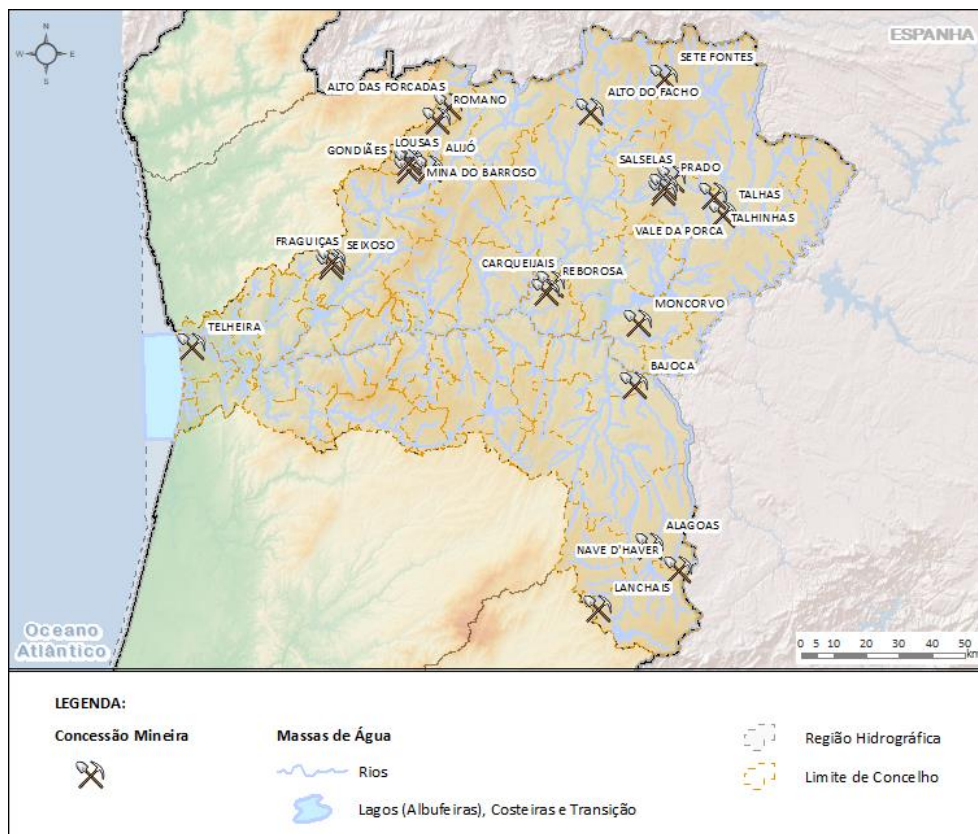 N
W E
S
ESPANHA
SETE FONTES
ALTO DAS FORCADAS
ALTO DO FACHO
ROMANO
LOUSAS
GONDIÃES
ALIJÓ
SALSELAS
PRADO
MINA DO BARROSO
TALHAS
TALHINHAS
VALE DA PORCA
FRAGUIÇAS
SEIXOSO
CARQUEIJAIS
REBOROSA
MONCORVO
TELHEIRA
BAJOCA
ALAGOAS
NAVE D'HAVER
LANCHAIS
Oceano
Atlântico
0 5 10 20 30 40 50
km
LEGENDA:
Concessão Mineira
Massas de Água
Rios
Lagos (Albufeiras), Costeiras e Transição
Região Hidrográfica
Limite de Concelho